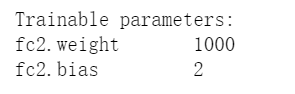 Trainable parameters:
fc2.weight 1000
fc2.bias 2